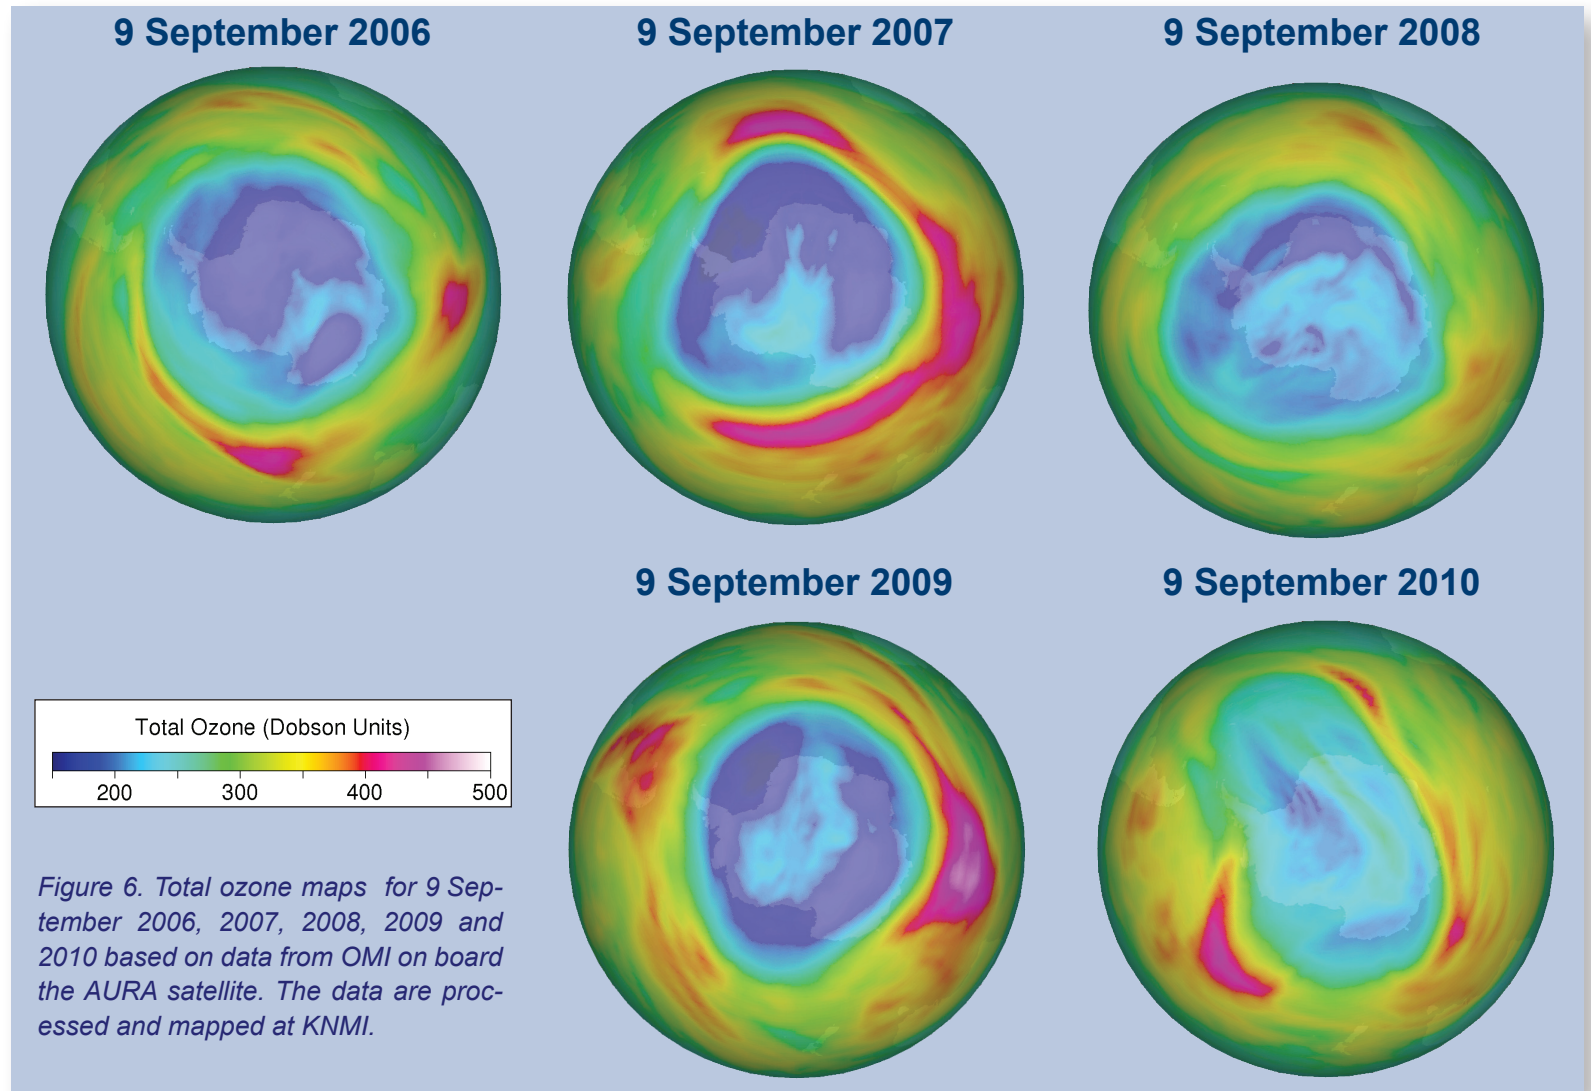 9 September 2006
9 September 2007
9 September 2008
9 September 2009
9 September 2010
Total Ozone (Dobson Units)
200 300 400 500
Figure 6. Total ozone maps for 9 Sep-
tember 2006, 2007, 2008, 2009 and
2010 based on data from OMI on board
the AURA satellite. The data are proc-
essed and mapped at KNMI.